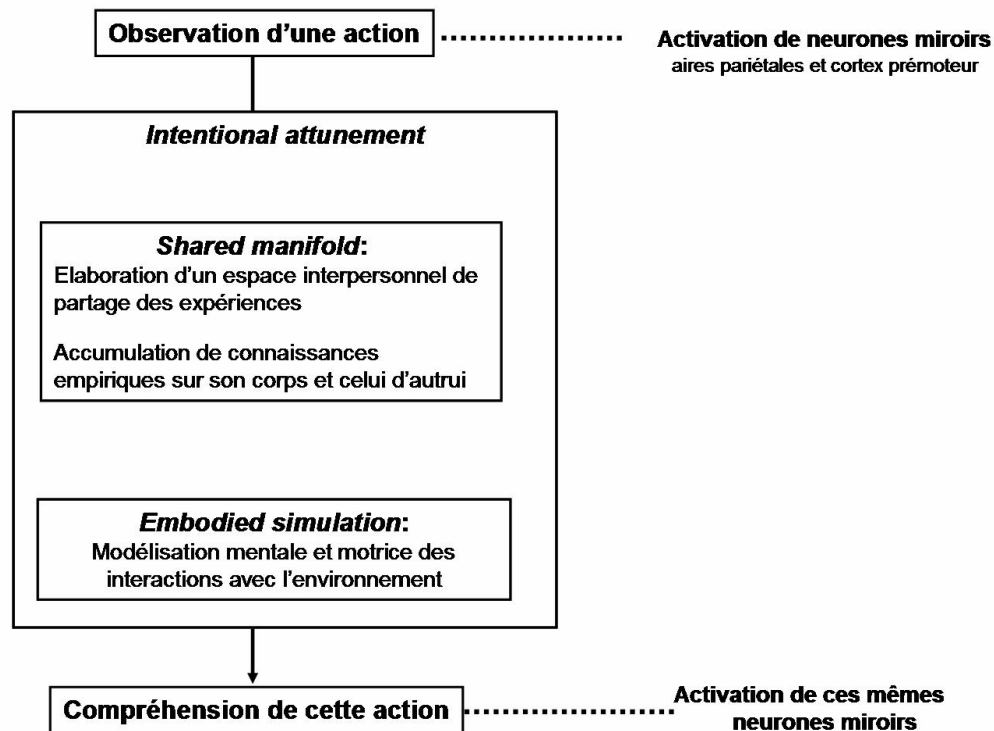 Observation d'une action
Activation de neurones miroirs
aires pariétales et cortex prémoteur
Intentional attunement
Shared manifold:
Elaboration d'un espace interpersonnel de
partage des expériences
Accumulation de connaissances
empiriques sur son corps et celui d'autrui
Embodied simulation:
Modélisation mentale et motrice des
interactions avec l'environnement
Compréhension de cette action
Activation de ces mêmes
neurones miroirs